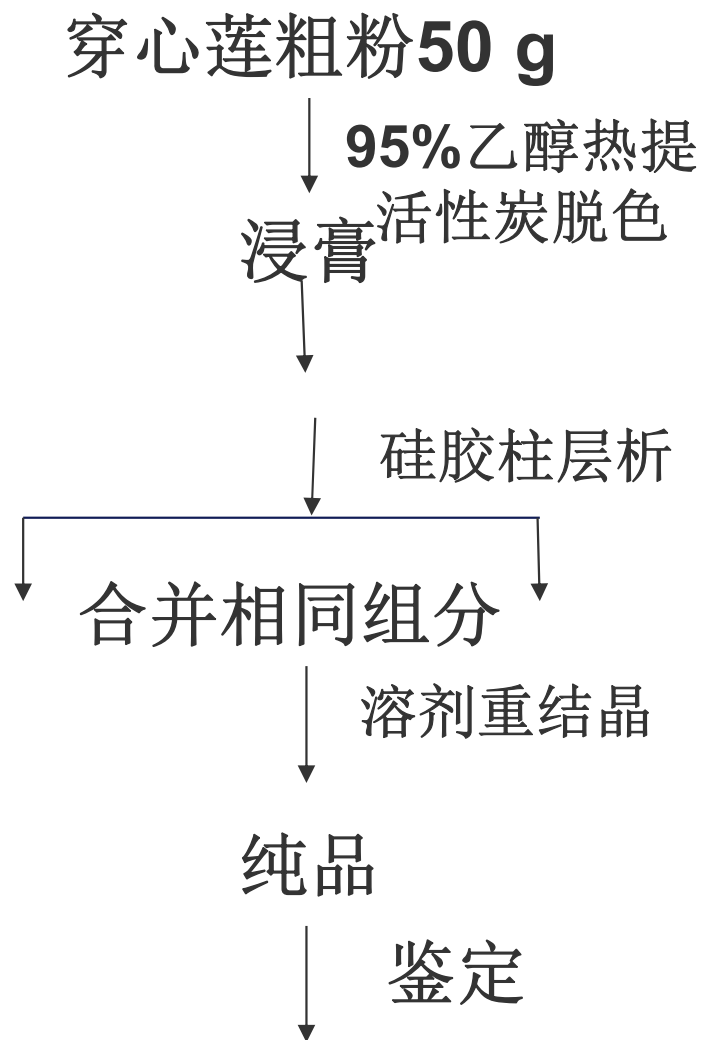 穿心莲粗粉50 g
95%乙醇热提
活性炭脱色
浸膏
硅胶柱层析
合并相同组分
溶剂重结晶
纯品
鉴定